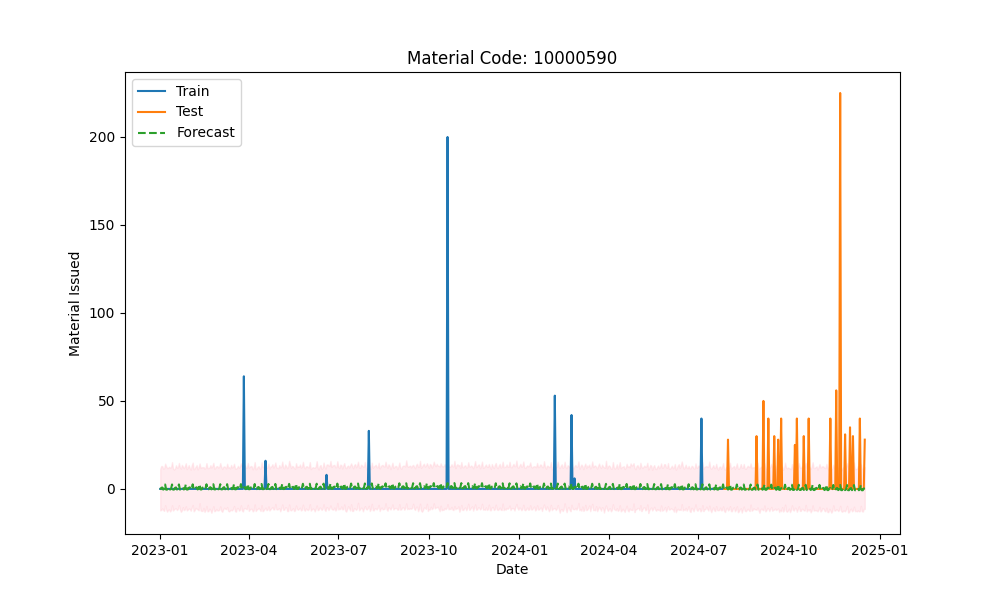 Material Code: 10000590
Train
Test
Forecast
Material Issued
200
150
100
50
0
2023-01 2023-04 2023-07 2023-10 2024-01 2024-04 2024-07 2024-10 2025-01
Date